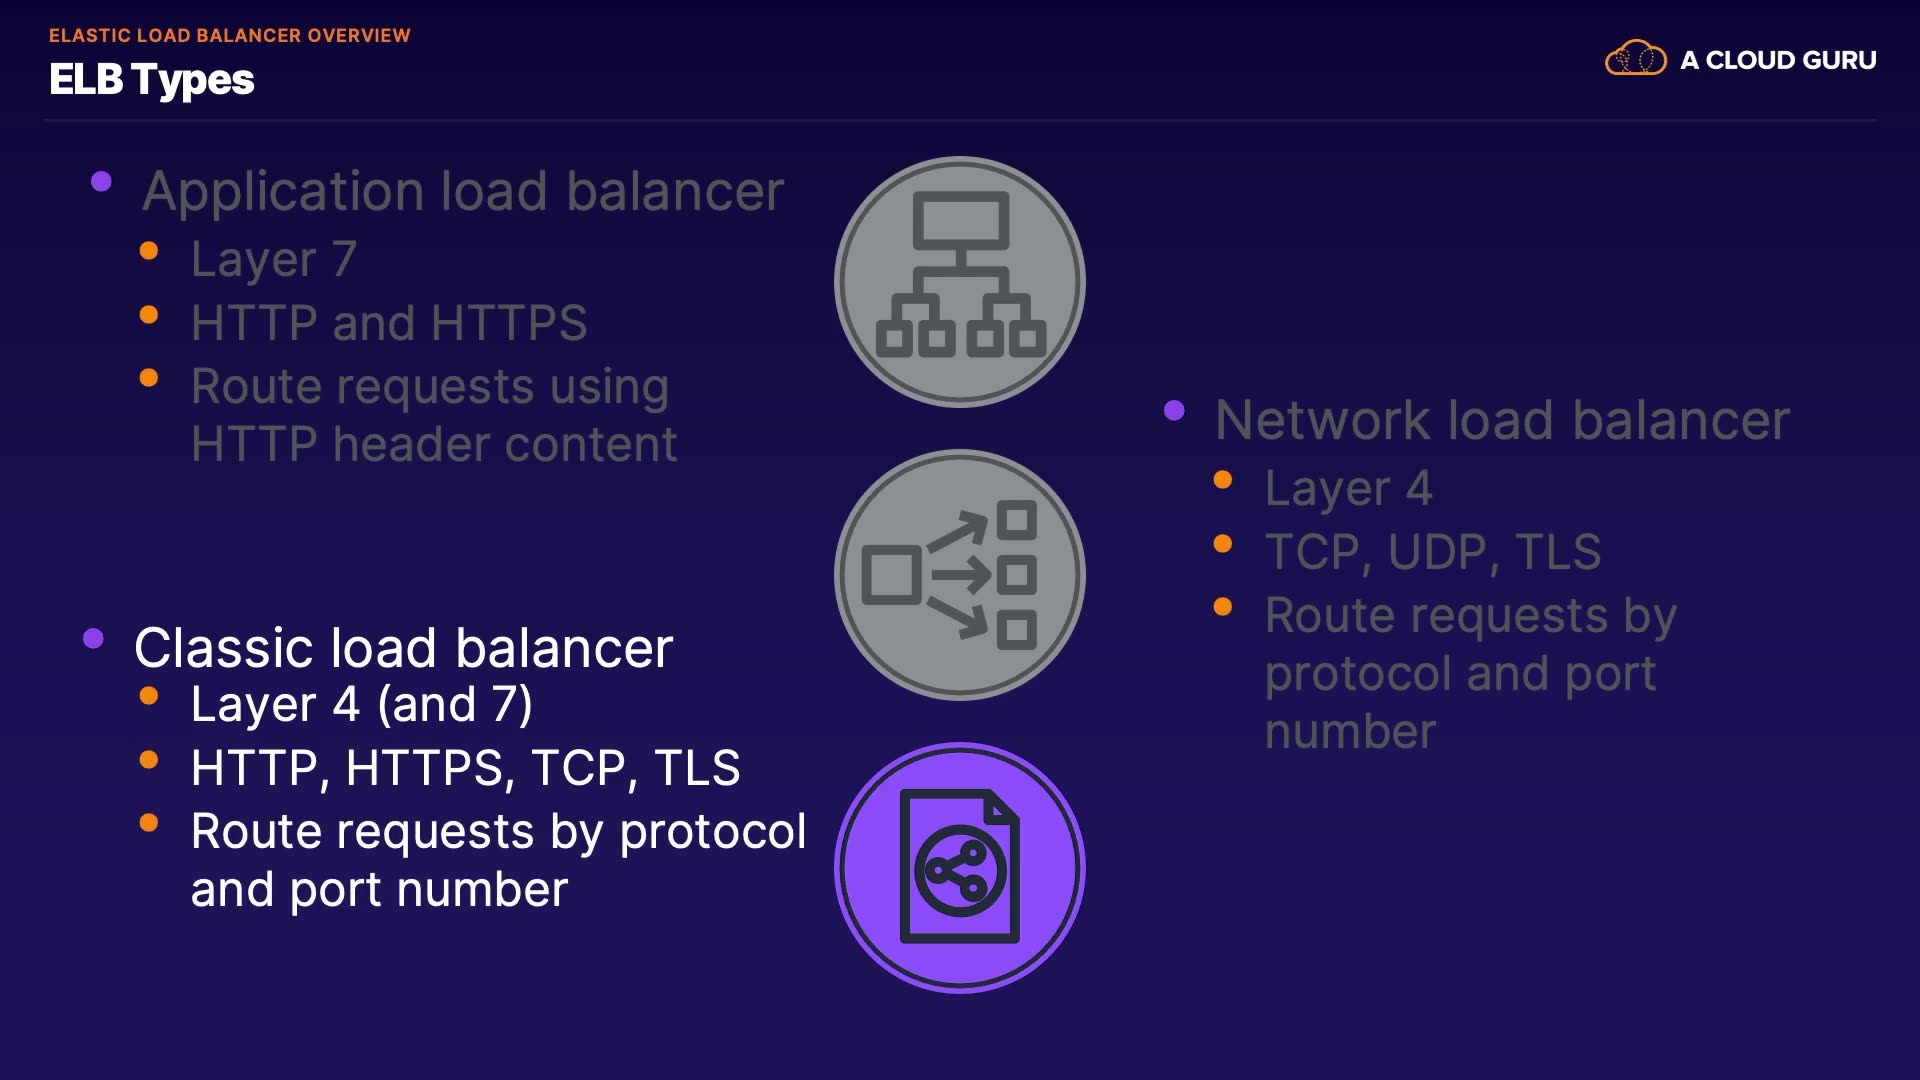 ELASTIC LOAD BALANCER OVERVIEW
ELB Types
A CLOUD GURU
Application load balancer
Layer 7
HTTP and HTTPS
Route requests using
HTTP header content
Network load balancer
Layer 4
TCP, UDP, TLS
Route requests by
protocol and port
number
Classic load balancer
Layer 4 (and 7)
HTTP, HTTPS, TCP, TLS
Route requests by protocol
and port number